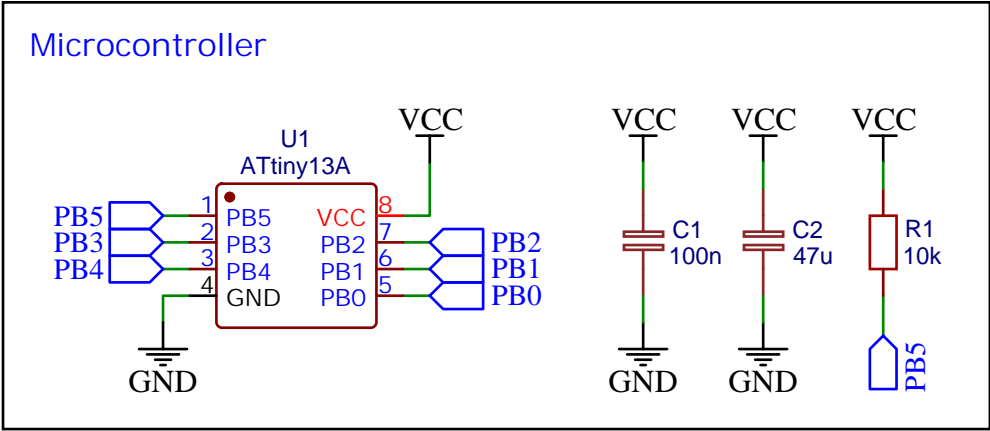 Microcontroller
VCC VCC VCC VCC
U1
ATtiny13A
PB5 1 PB5 VCC 8
PB3 2 PB3 PB2 7 PB2
PB4 3 PB4 PB1 6 PB1
4 GND PB0 5 PB0
GND
C1
100n
GND
C2
47u
GND
R1
10k
PB5